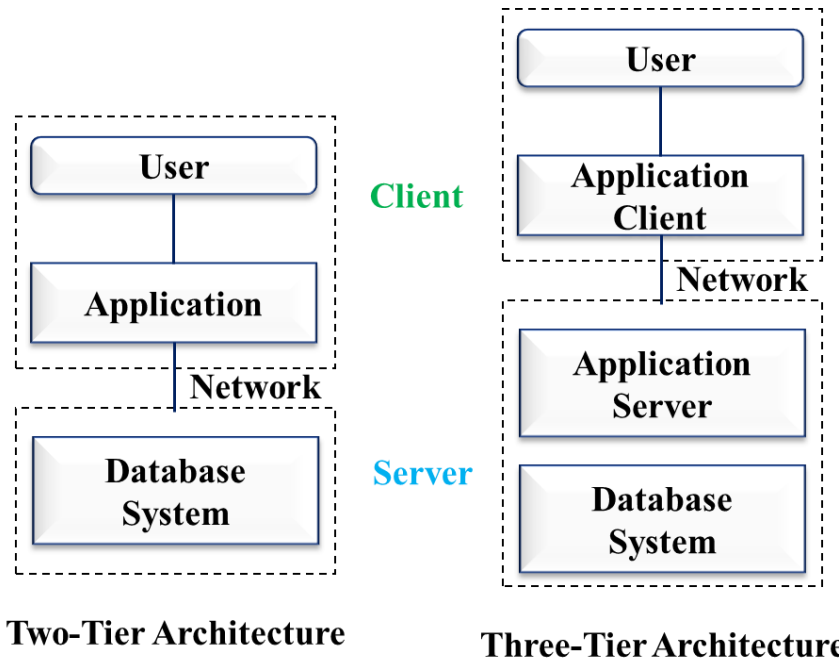 User
Application
Network
Database
System
Two-Tier Architecture
Client
Server
User
Application
Client
Network
Application
Server
Database
System
Three-Tier Architecture